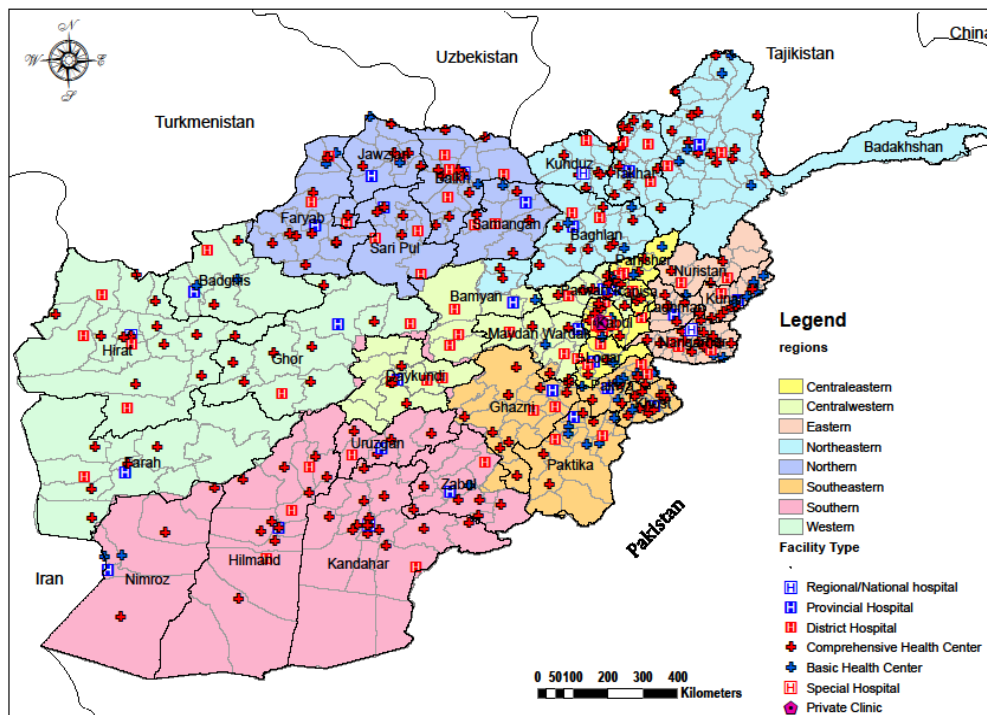 N
W
E
S
China
Uzbekistan
Tajikistan
Turkmenistan
Badakhshan
Jawzjan
Balkh
Kunduz
Takhar
Faryab
Samangan
Baghlan
Sari Pul
Panjsher
Nuristan
Badghis
Bamyan
Parwan
Kapisa
Laghman
Kunar
Hirat
Ghor
Maydan Wardak
Kabul
Nangarhar
Logar
Daykundi
Paktya
Khost
Ghazni
Uruzgan
Farah
Paktika
Zabul
Pakistan
Iran
Nimroz
Hilmand
Kandahar
0 50 100 200 300 400
Kilometers
Legend
regions
Centraleastern
Centralwestern
Eastern
Northeastern
Northern
Southeastern
Southern
Western
Facility Type
H Regional/National hospital
H Provincial Hospital
H District Hospital
Comprehensive Health Center
Basic Health Center
H Special Hospital
Private Clinic